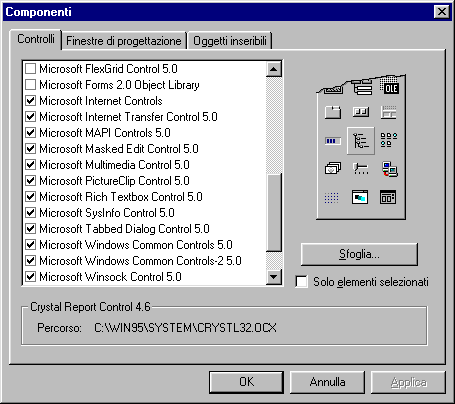 Componenti
Controlli Finestre di progettazione Oggetti inseribili
Microsoft FlexGrid Control 5.0
Microsoft Forms 2.0 Object Library
Microsoft Internet Controls
Microsoft Internet Transfer Control 5.0
Microsoft MAPI Controls 5.0
Microsoft Masked Edit Control 5.0
Microsoft Multimedia Control 5.0
Microsoft PictureClip Control 5.0
Microsoft Rich Textbox Control 5.0
Microsoft SysInfo Control 5.0
Microsoft Tabbed Dialog Control 5.0
Microsoft Windows Common Controls 5.0
Microsoft Windows Common Controls-2 5.0
Microsoft Winsock Control 5.0
OLE
Sfoglia...
Solo elementi selezionati
Crystal Report Control 4.6
Percorso: C:\WIN95\SYSTEM\CRYSTL32.OCX
OK Annulla Applica